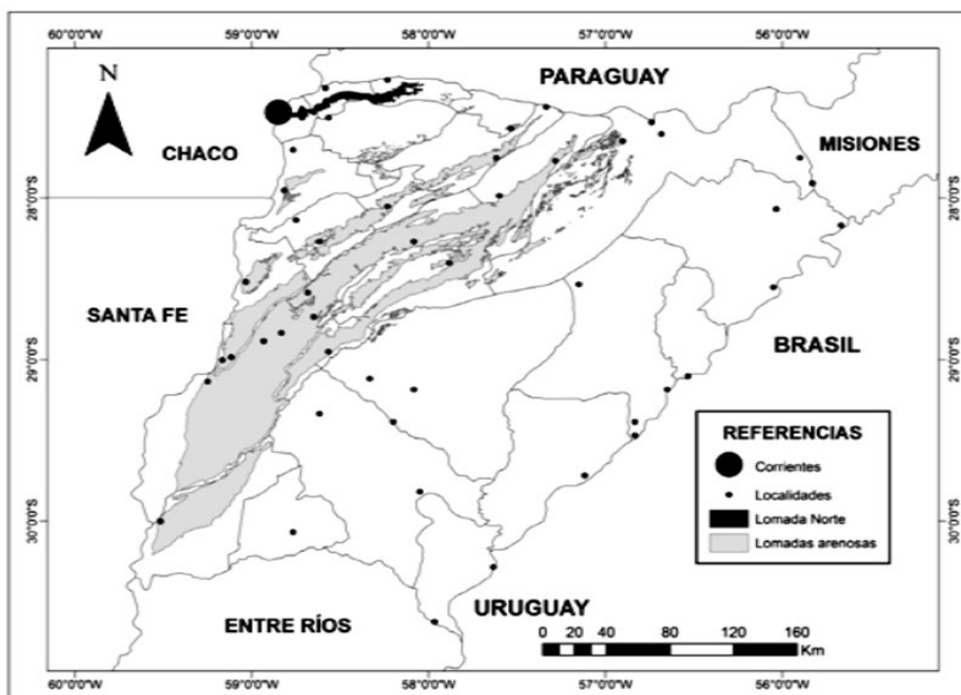 60°0'0"W 59°0'0"W 58°0'0"W 57°0'0"W 56°0'0"W
N
PARAGUAY
CHACO
MISIONES
28°0'0"S 28°0'0"S
SANTA FE
BRASIL
29°0'0"S 29°0'0"S
REFERENCIAS
Corrientes
Localidades
Lomada Norte
Lomadas arenosas
30°0'0"S 30°0'0"S
URUGUAY
ENTRE RÍOS
0 20 40 80 120 160
Km
60°0'0"W 59°0'0"W 58°0'0"W 57°0'0"W 56°0'0"W